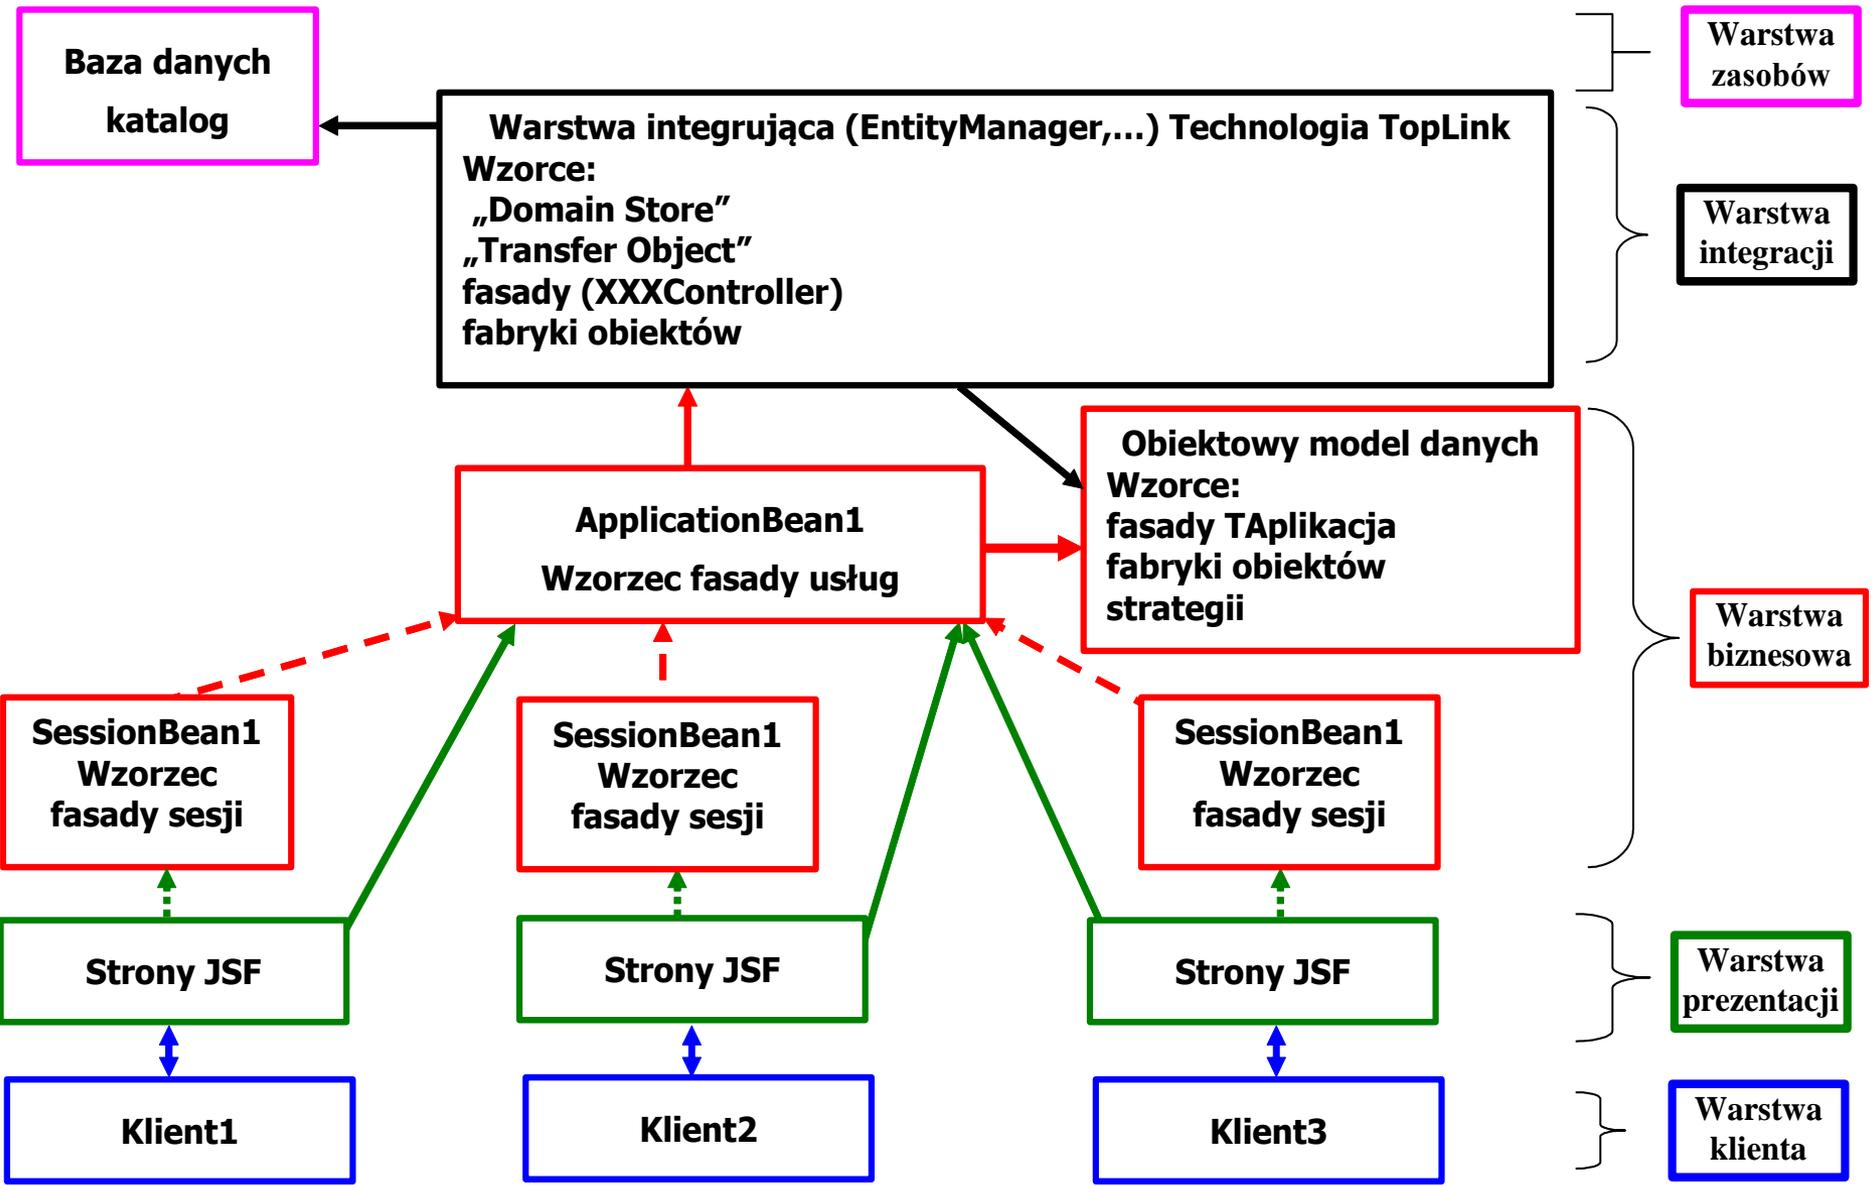 Baza danych
katalog
Warstwa
zasobów
Warstwa integrująca (EntityManager,...) Technologia TopLink
Wzorce:
„Domain Store”
„Transfer Object”
fasady (XXXController)
fabryki obiektów
Warstwa
integracji
Obiektowy model danych
Wzorce:
fasady TAplikacja
fabryki obiektów
strategii
ApplicationBean1
Wzorzec fasady usług
Warstwa
biznesowa
SessionBean1
Wzorzec
fasady sesji
SessionBean1
Wzorzec
fasady sesji
SessionBean1
Wzorzec
fasady sesji
Strony JSF
Strony JSF
Strony JSF
Warstwa
prezentacji
Klient1
Klient2
Klient3
Warstwa
klienta